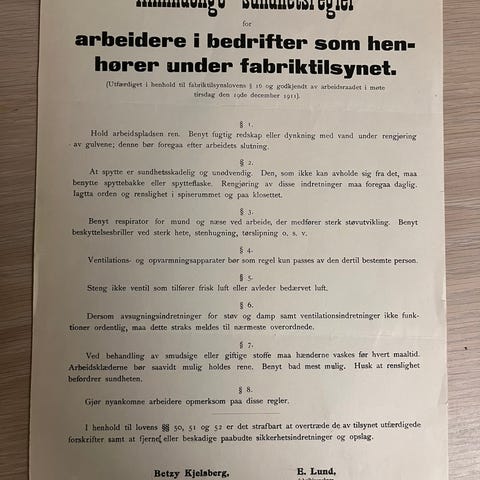 Almindelige sundhetsregler
for
arbeidere i bedrifter som hen-
hører under fabriktilsynet.
(Utfærdiget i henhold til fabriktilsynslovens § 16 og godkjendt av arbeidsraadet i møte
tirsdag den 19de december 1911).
§ 1.
Hold arbeidspladsen ren. Benyt fugtig redskap eller dynkning med vand under rengjøring
av gulvene; denne bør foregaa efter arbeidets slutning.
§ 2.
At spytte er sundhetsskadelig og unødvendig. Den, som ikke kan avholde sig fra det, maa
benytte spyttebakke eller spytteflaske. Rengjøring av disse indretninger maa foregaa daglig.
Iagtta orden og renslighet i spiserummet og paa klosettet.
§ 3.
Benyt respirator for mund og næse ved arbeide, der medfører sterk støvutvikling. Benyt
beskyttelsesbriller ved sterk hete, stenhugning, tørslipning o. s. v.
§ 4.
Ventilations- og opvarmningsapparater bør som regel kun passes av den dertil bestemte person.
§ 5.
Steng ikke ventil som tilfører frisk luft eller avleder bedærvet luft.
§ 6.
Dersom avsugningsindretninger for støv og damp samt ventilationsindretninger ikke funk-
tioner ordentlig, maa dette straks meldes til nærmeste overordnede.
§ 7.
Ved behandling av smudsige eller giftige stoffe maa hænderne vaskes før hvert maaltid.
Arbeidsklæderne bør saavidt mulig holdes rene. Benyt bad mest mulig. Husk at renslighet
befordrer sundheten.
§ 8.
Gjør nyankomne arbeidere opmerksom paa disse regler.
I henhold til lovens §§ 50, 51 og 52 er det strafbart at overtræde de av tilsynet utfærdigede
forskrifter samt at fjerne eller beskadige paabudte sikkerhetsindretninger og opslag.
Betzy Kjelsberg, E. Lund,